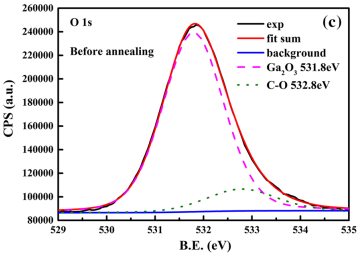 O 1s
(c)
Before annealing
exp
fit sum
background
Ga₂O₃ 531.8eV
C-O 532.8eV
CPS (a.u.)
260000
240000
220000
200000
180000
160000
140000
120000
100000
80000
529 530 531 532 533 534 535
B.E. (eV)